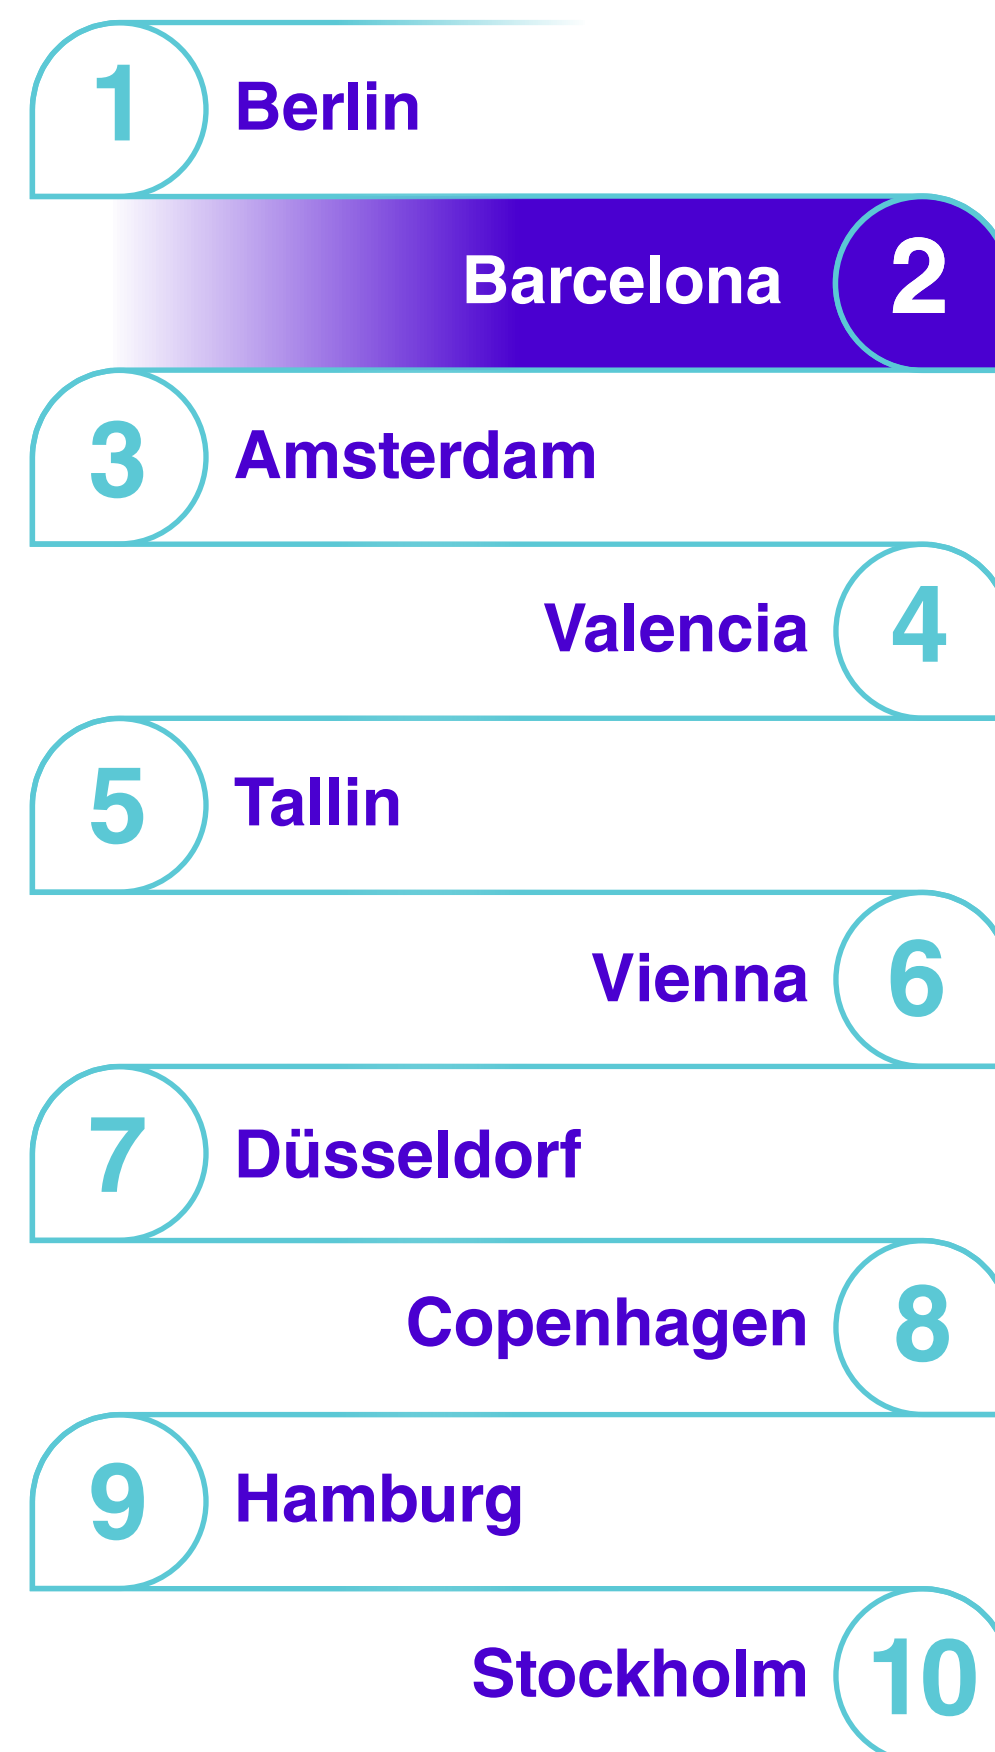 1 Berlin
Barcelona 2
3 Amsterdam
Valencia 4
5 Tallin
Vienna 6
7 Düsseldorf
Copenhagen 8
9 Hamburg
Stockholm 10